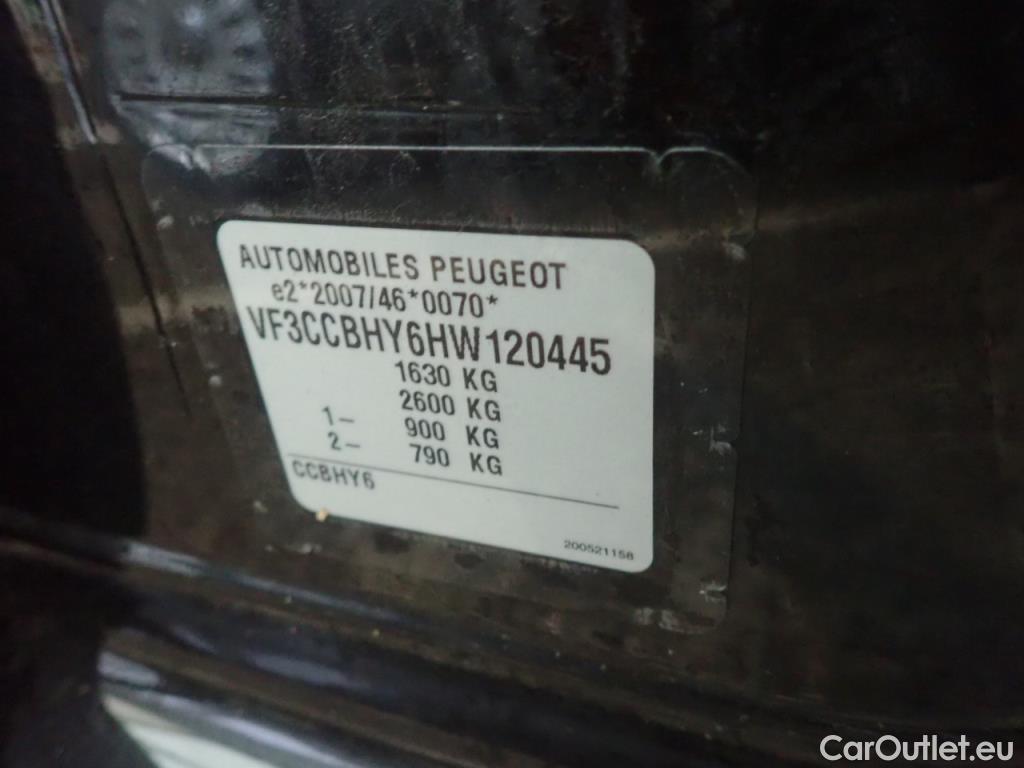 AUTOMOBILES PEUGEOT
e2*2007/46*0070*
VF3CCBHY6HW120445
1630 KG
2600 KG
1- 900 KG
2- 790 KG
CCBHY6
200521158
CarOutlet.eu